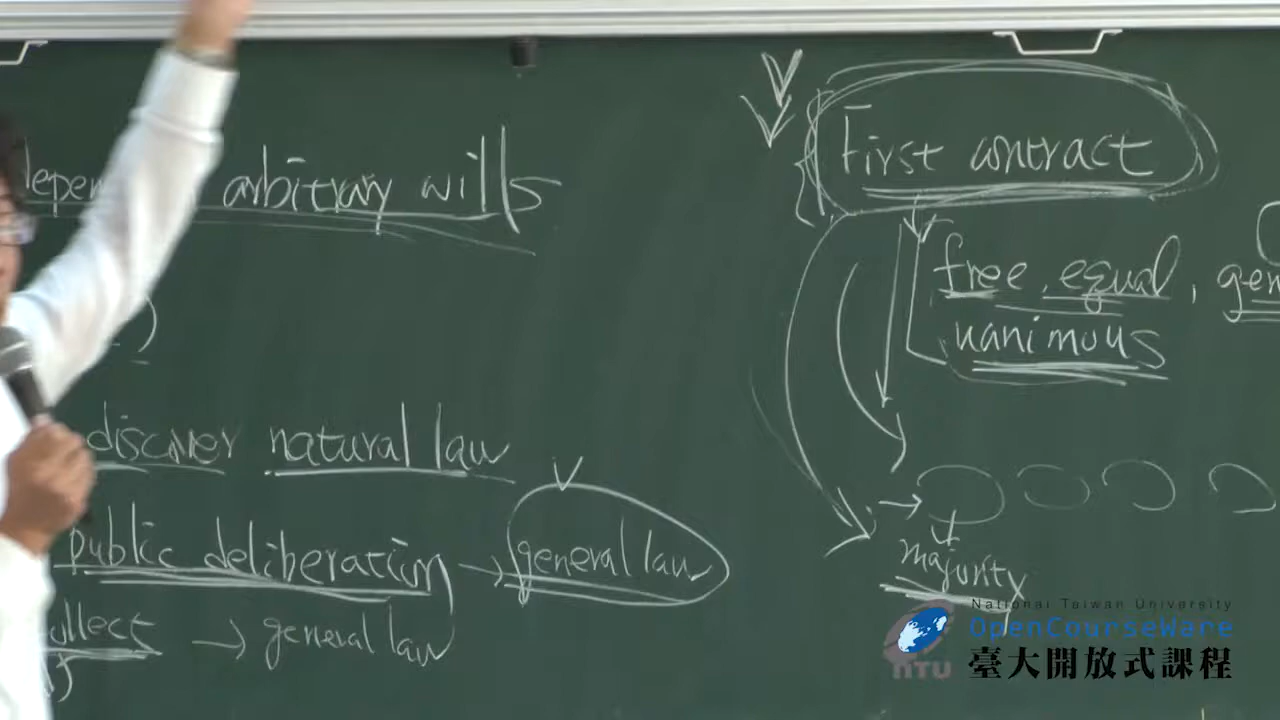 arbitrary wills
discover natural law
public deliberation → general law
→ general law
First contract
free, equal,
unanimous
majority
National Taiwan University
OpenCourseWare
臺大開放式課程
NTU